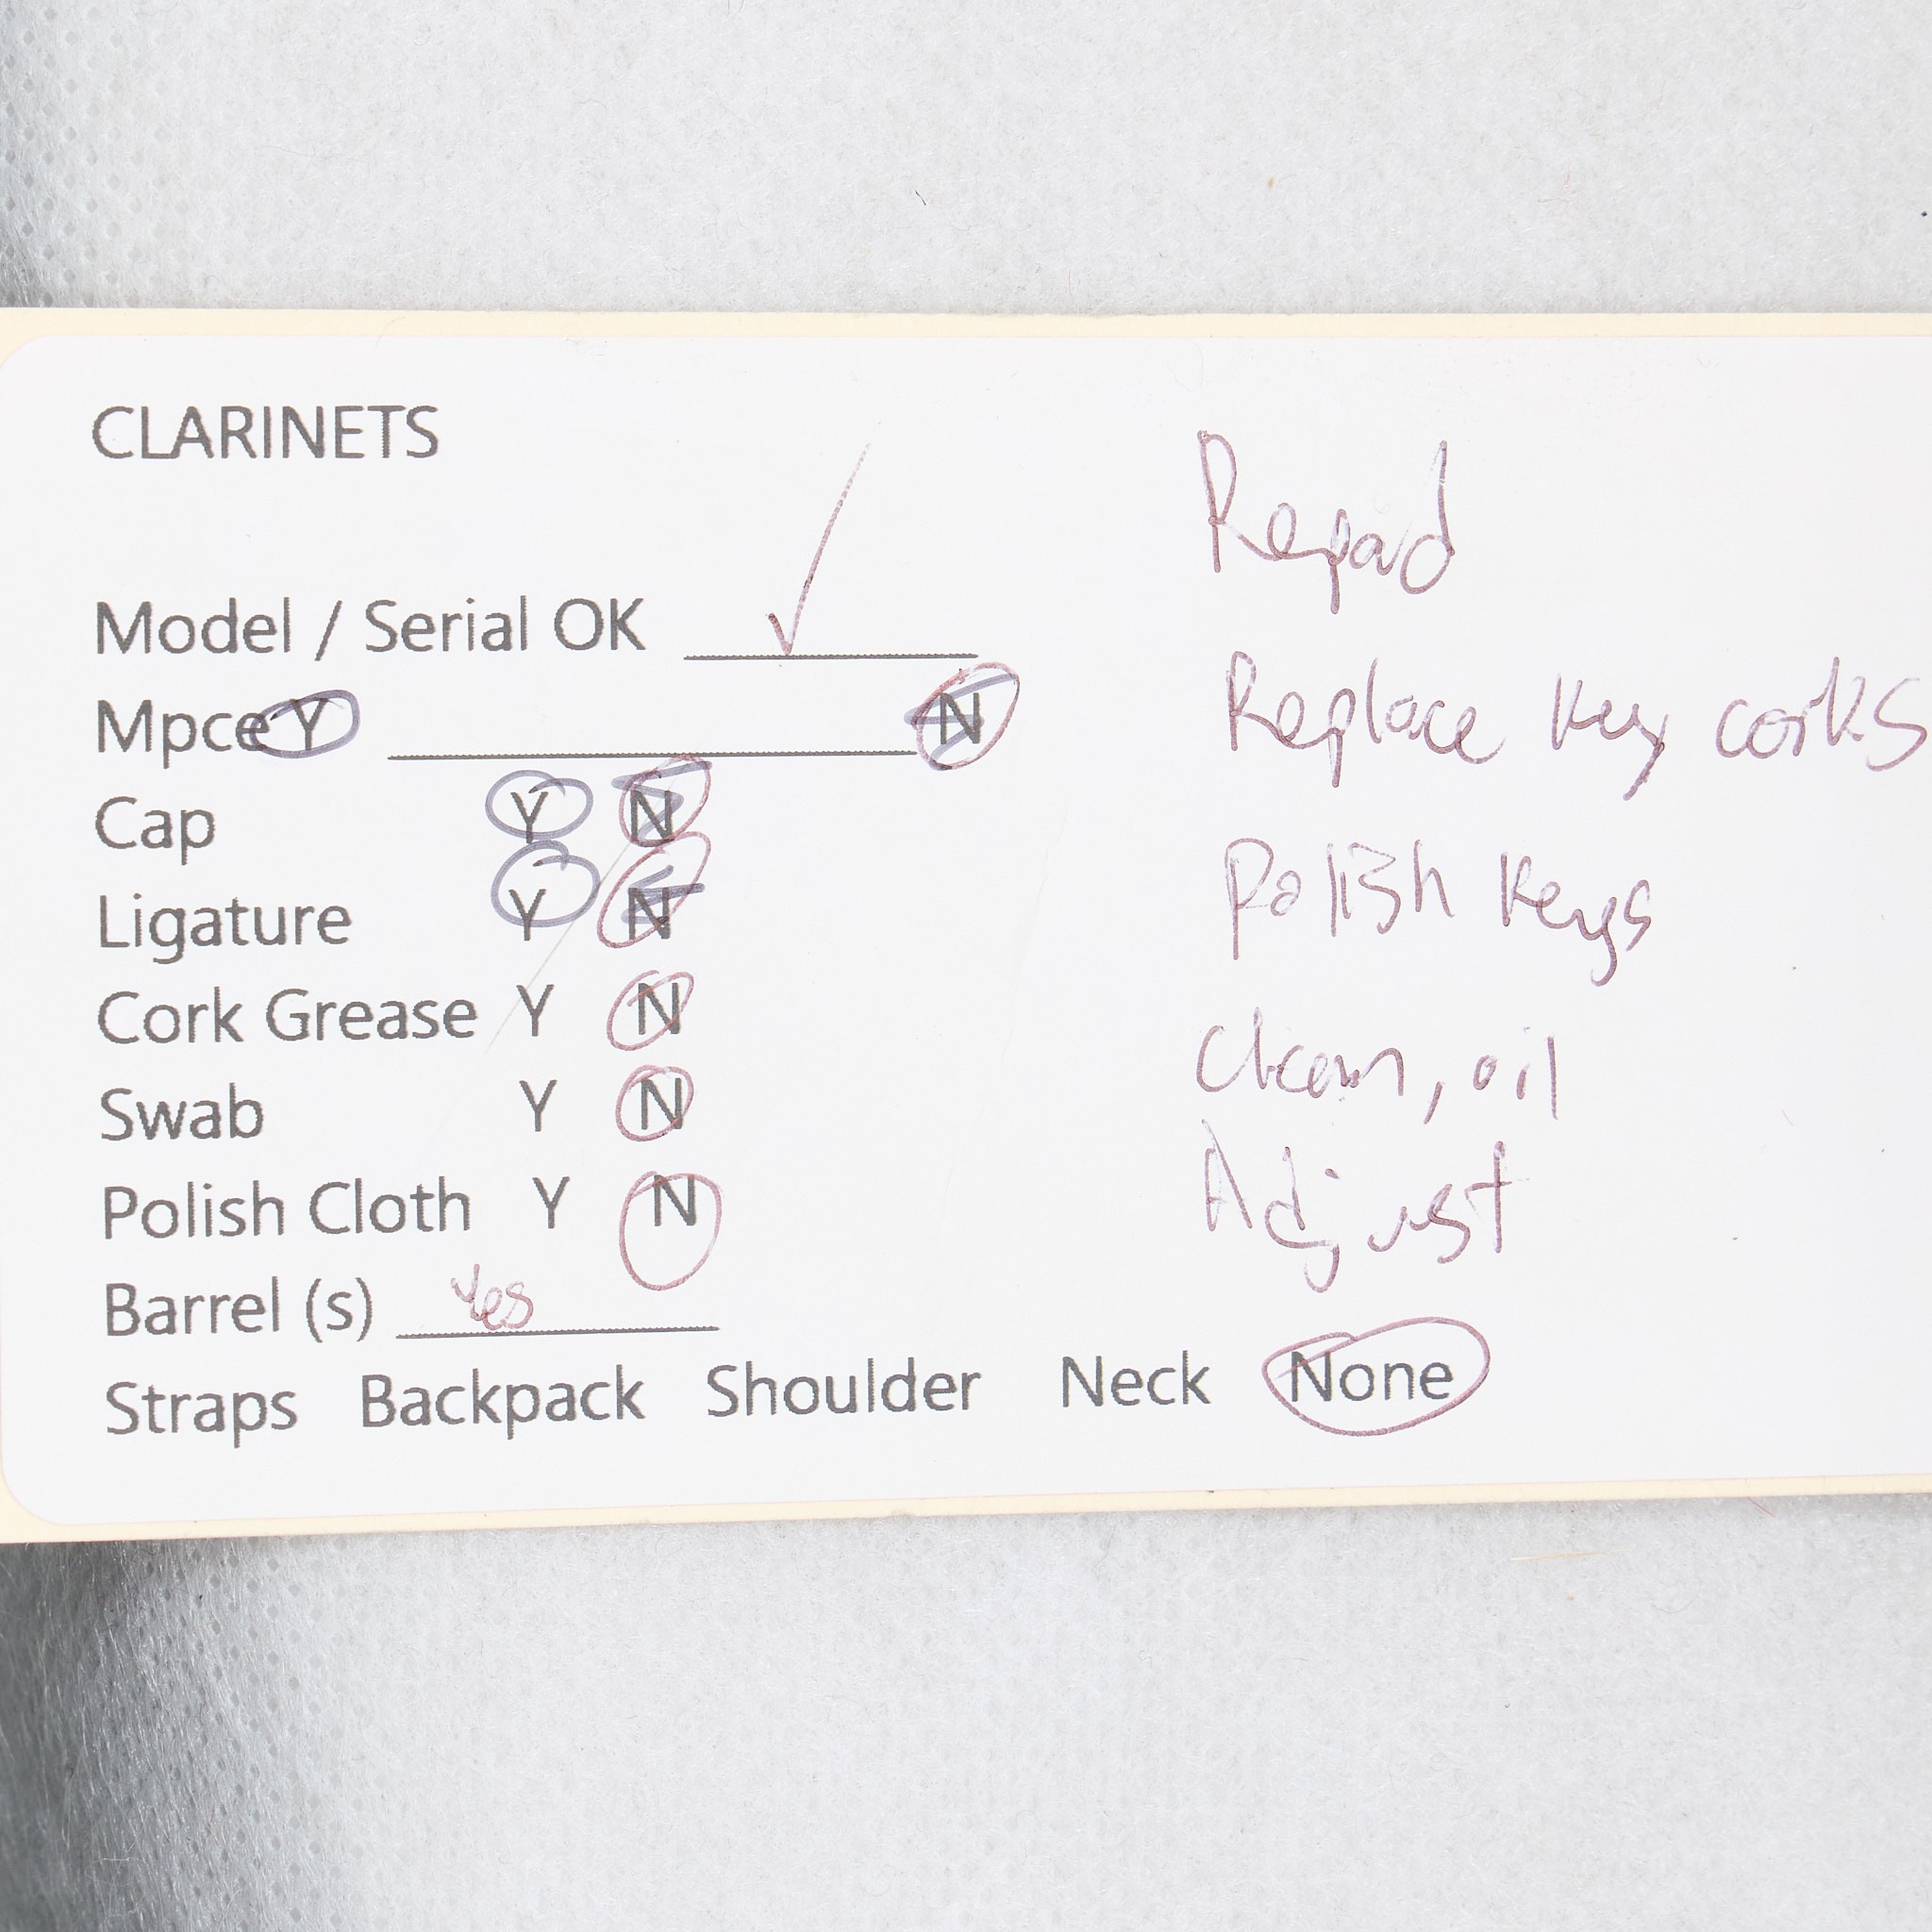 CLARINETS
Model / Serial OK
Mpce Y N
Cap Y N
Ligature Y N
Cork Grease Y N
Swab Y N
Polish Cloth Y N
Barrel (s) Yes
Straps Backpack Shoulder Neck None
Repad
Replace key corks
Polish keys
Clean, oil
Adjust